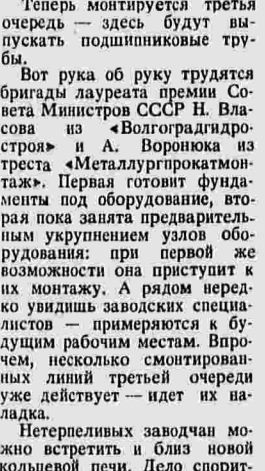 Теперь монтируется третья
очередь — здесь будут вы-
пускать подшипниковые тру-
бы.
Вот рука об руку трудятся
бригады лауреата премии Со-
вета Министров СССР Н. Вла-
сова из «Волгоградгидро-
строя» и А. Воронюка из
треста «Металлургпрокатмон-
таж». Первая готовит фунда-
менты под оборудование, вто-
рая пока занята предваритель-
ным укрупнением узлов обо-
рудования: при первой же
возможности она приступит к
их монтажу. А рядом неред-
ко увидишь заводских специа-
листов — примеряются к бу-
дущим рабочим местам. Впро-
чем, несколько смонтирован-
ных линий третьей очереди
уже действует — идет их на-
ладка.
Нетерпеливых заводчан мо-
жно встретить и близ новой
кольцевой печи. Дело спорит-